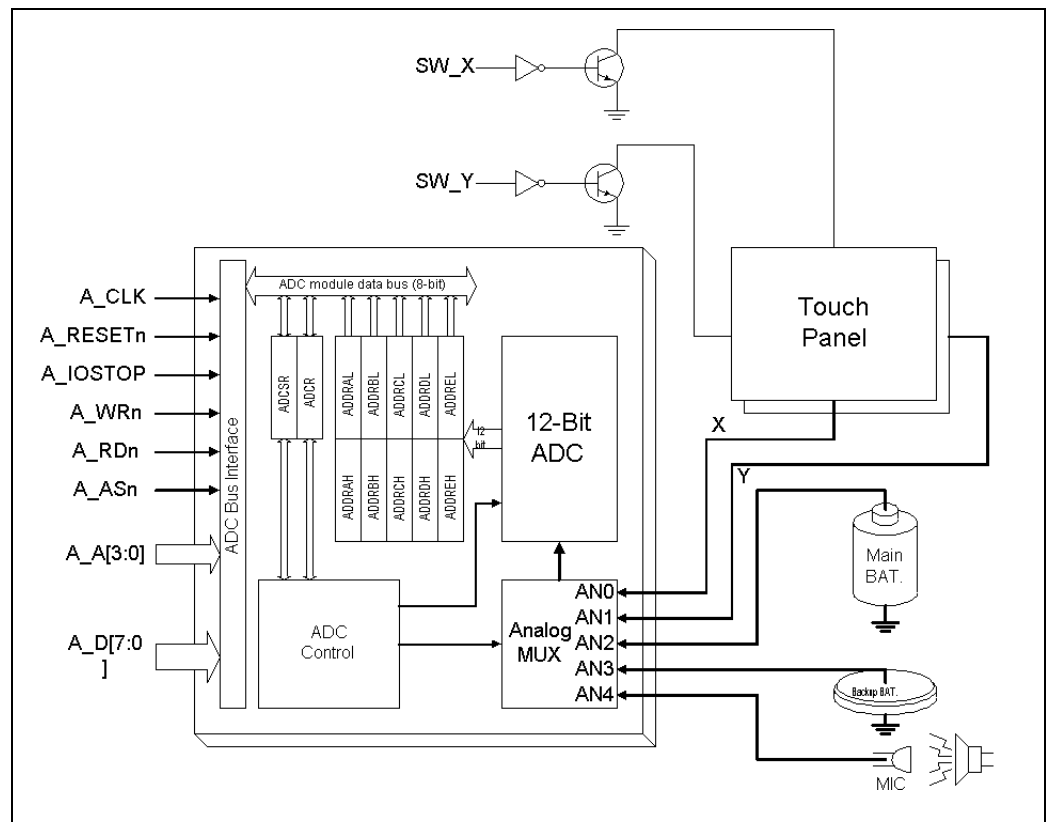 SW_X
SW_Y
ADC module data bus (8-bit)
A_CLK
A_RESETn
A_IOSTOP
A_WRn
A_RDn
A_ASn
A_A[3:0]
A_D[7:0
]
ADC Bus Interface
ADCSR
ADCR
ADDRAL
ADDRBL
ADDRCL
ADDRDL
ADDREL
ADDRAH
ADDRBH
ADDRCH
ADDRDH
ADDREH
12
bit
12-Bit
ADC
Touch
Panel
X
Y
ADC
Control
Analog
MUX
AN0
AN1
AN2
AN3
AN4
Main
BAT.
Backup BAT.
MIC